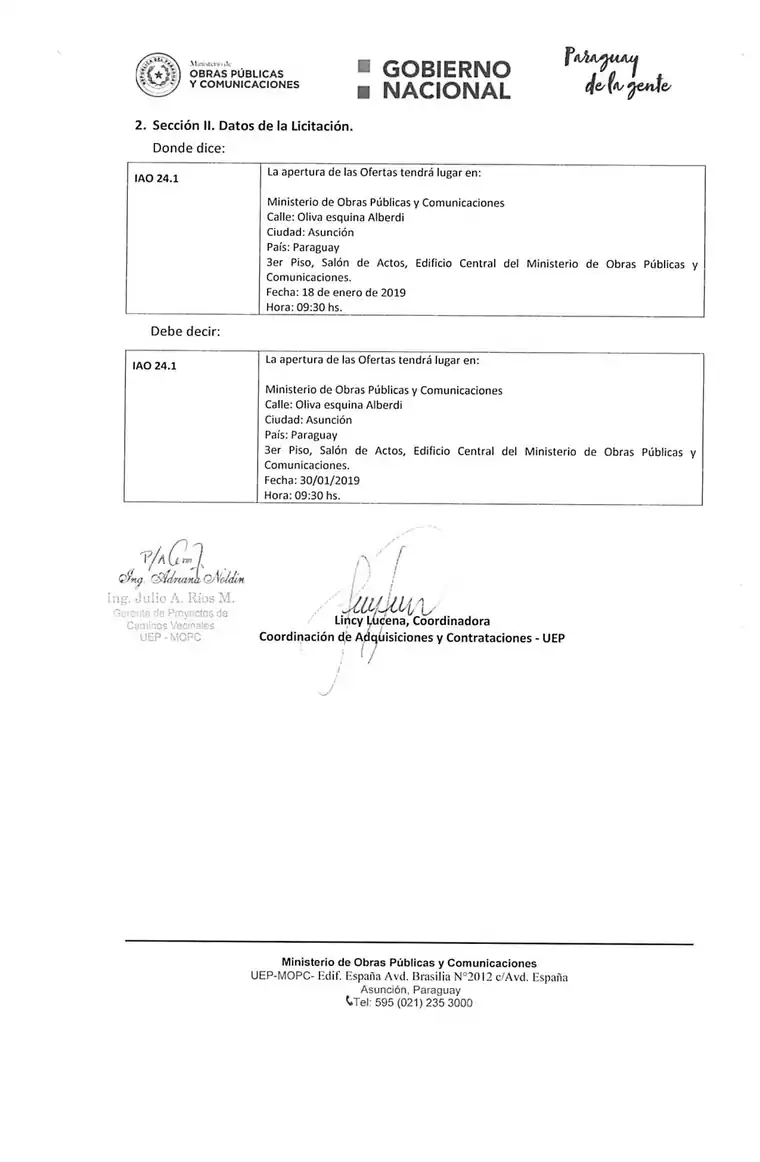 Ministerio de
OBRAS PÚBLICAS
Y COMUNICACIONES
GOBIERNO
NACIONAL
Paraguay
de la gente
2. Sección II. Datos de la Licitación.
Donde dice:
IAO 24.1
La apertura de las Ofertas tendrá lugar en:
Ministerio de Obras Públicas y Comunicaciones
Calle: Oliva esquina Alberdi
Ciudad: Asunción
País: Paraguay
3er Piso, Salón de Actos, Edificio Central del Ministerio de Obras Públicas y
Comunicaciones.
Fecha: 18 de enero de 2019
Hora: 09:30 hs.
Debe decir:
IAO 24.1
La apertura de las Ofertas tendrá lugar en:
Ministerio de Obras Públicas y Comunicaciones
Calle: Oliva esquina Alberdi
Ciudad: Asunción
País: Paraguay
3er Piso, Salón de Actos, Edificio Central del Ministerio de Obras Públicas y
Comunicaciones.
Fecha: 30/01/2019
Hora: 09:30 hs.
P/A
Ing. Adriana Noldin
Ing. Julio A. Ríos M.
Gerente de Proyectos de
Caminos Vecinales
UEP - MOPC
Lincy Lucena, Coordinadora
Coordinación de Adquisiciones y Contrataciones - UEP
Ministerio de Obras Públicas y Comunicaciones
UEP-MOPC- Edif. España Avd. Brasilia N°2012 c/Avd. España
Asunción, Paraguay
Tel: 595 (021) 235 3000